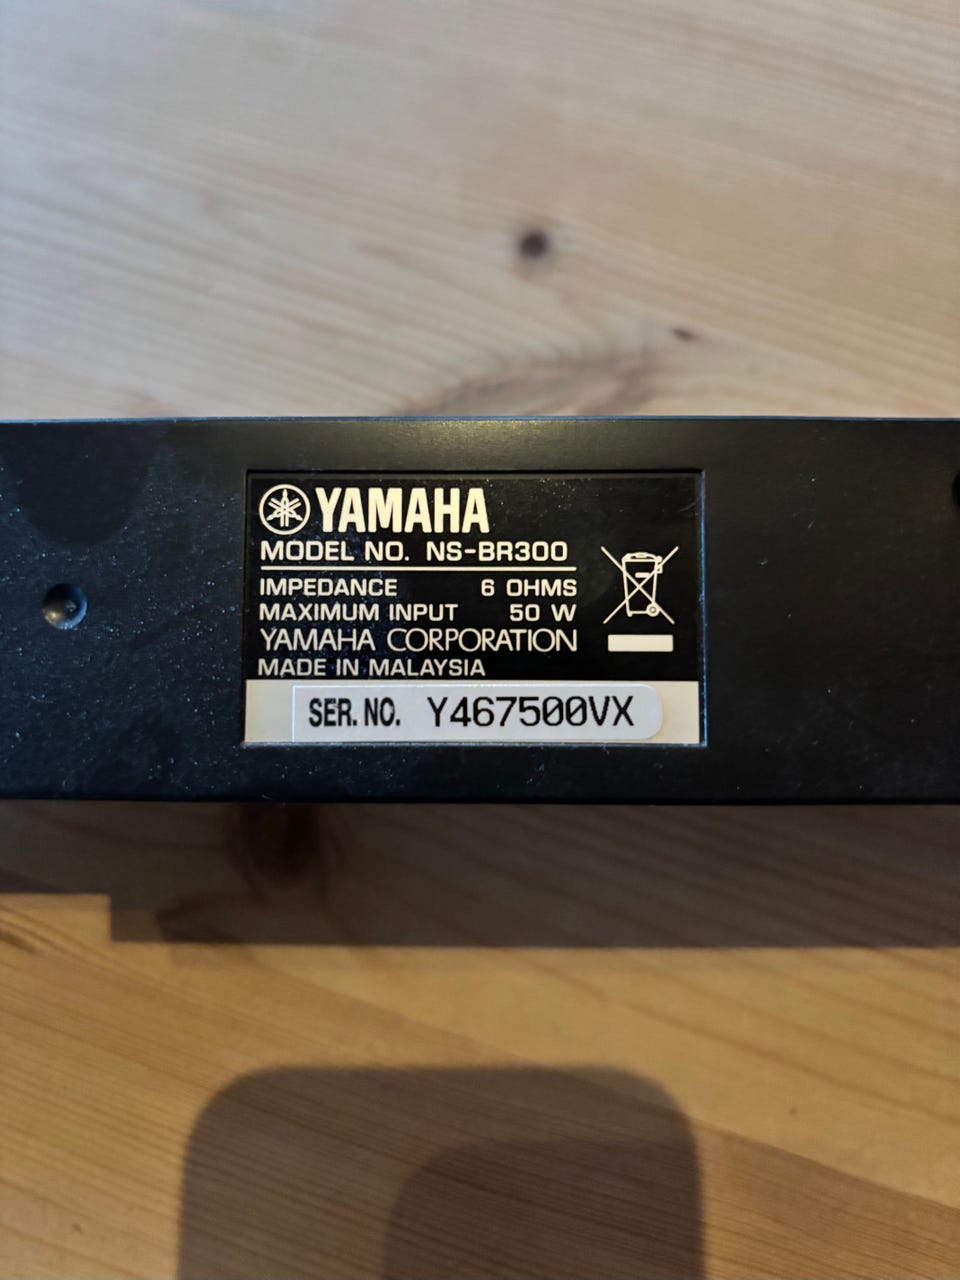 YAMAHA
MODEL NO. NS-BR300
IMPEDANCE 6 OHMS
MAXIMUM INPUT 50 W
YAMAHA CORPORATION
MADE IN MALAYSIA
SER. NO. Y467500VX